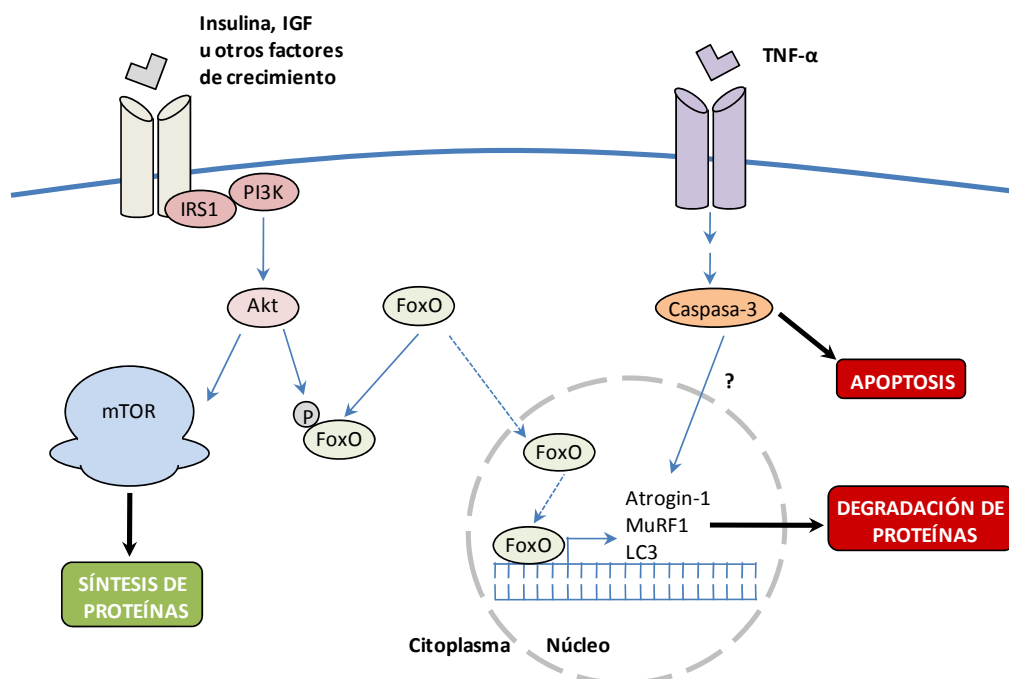 Insulina, IGF
u otros factores
de crecimiento
TNF-α
PI3K
IRS1
Akt
FoxO
Caspasa-3
APOPTOSIS
?
mTOR
P
FoxO
FoxO
Atrogin-1
MuRF1
LC3
FoxO
DEGRADACIÓN DE
PROTEÍNAS
SÍNTESIS DE
PROTEÍNAS
Citoplasma
Núcleo